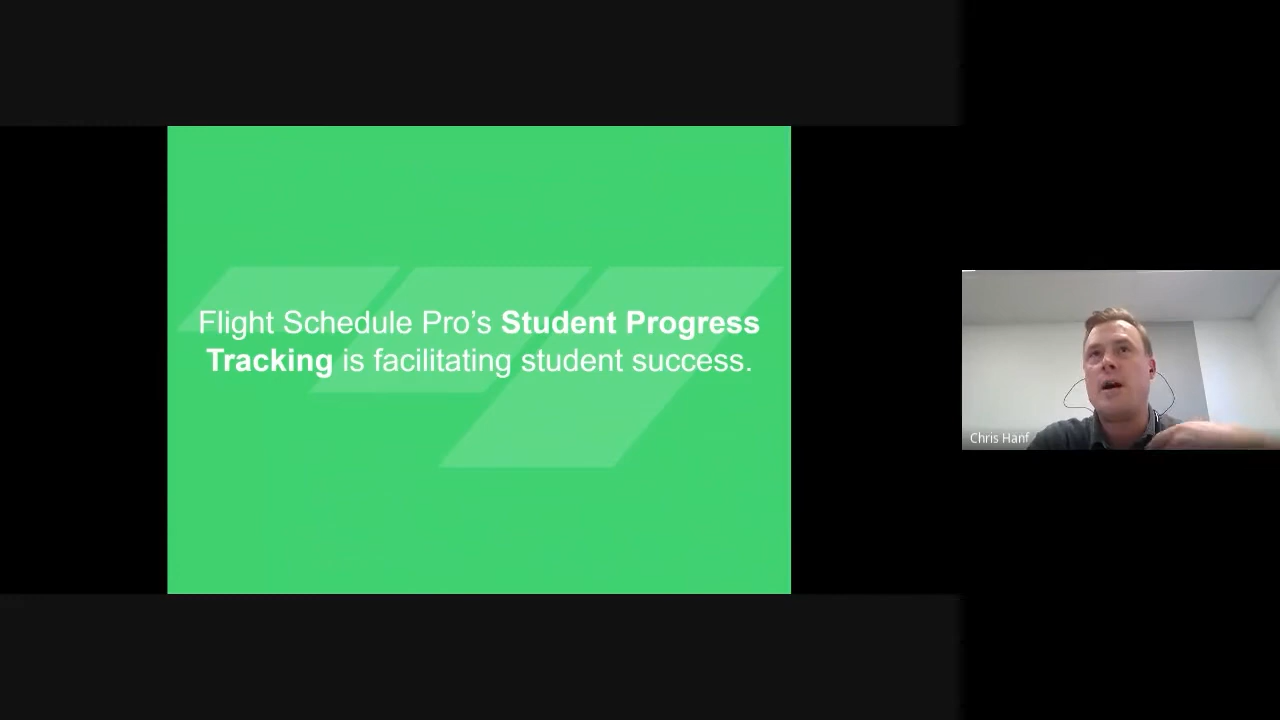 Flight Schedule Pro’s Student Progress
Tracking is facilitating student success.
Chris Hanf